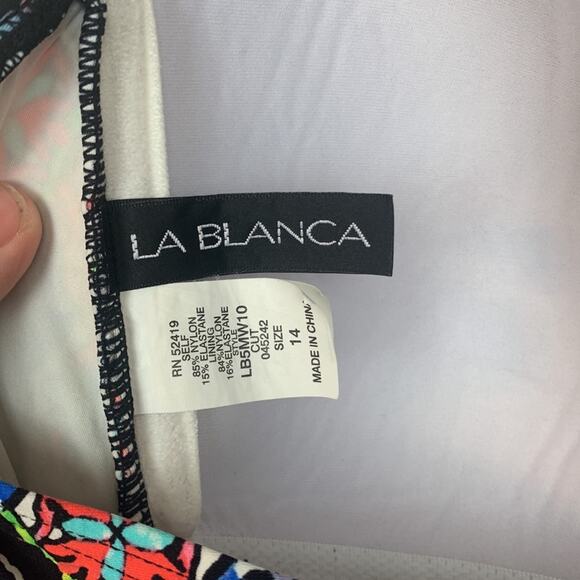 LA BLANCA
RN 52419
SELF
85% NYLON
15% ELASTANE
LINING
84%NYLON
16%ELASTANE
STYLE
LB5MW10
CUT
045242
SIZE
14
MADE IN CHINA